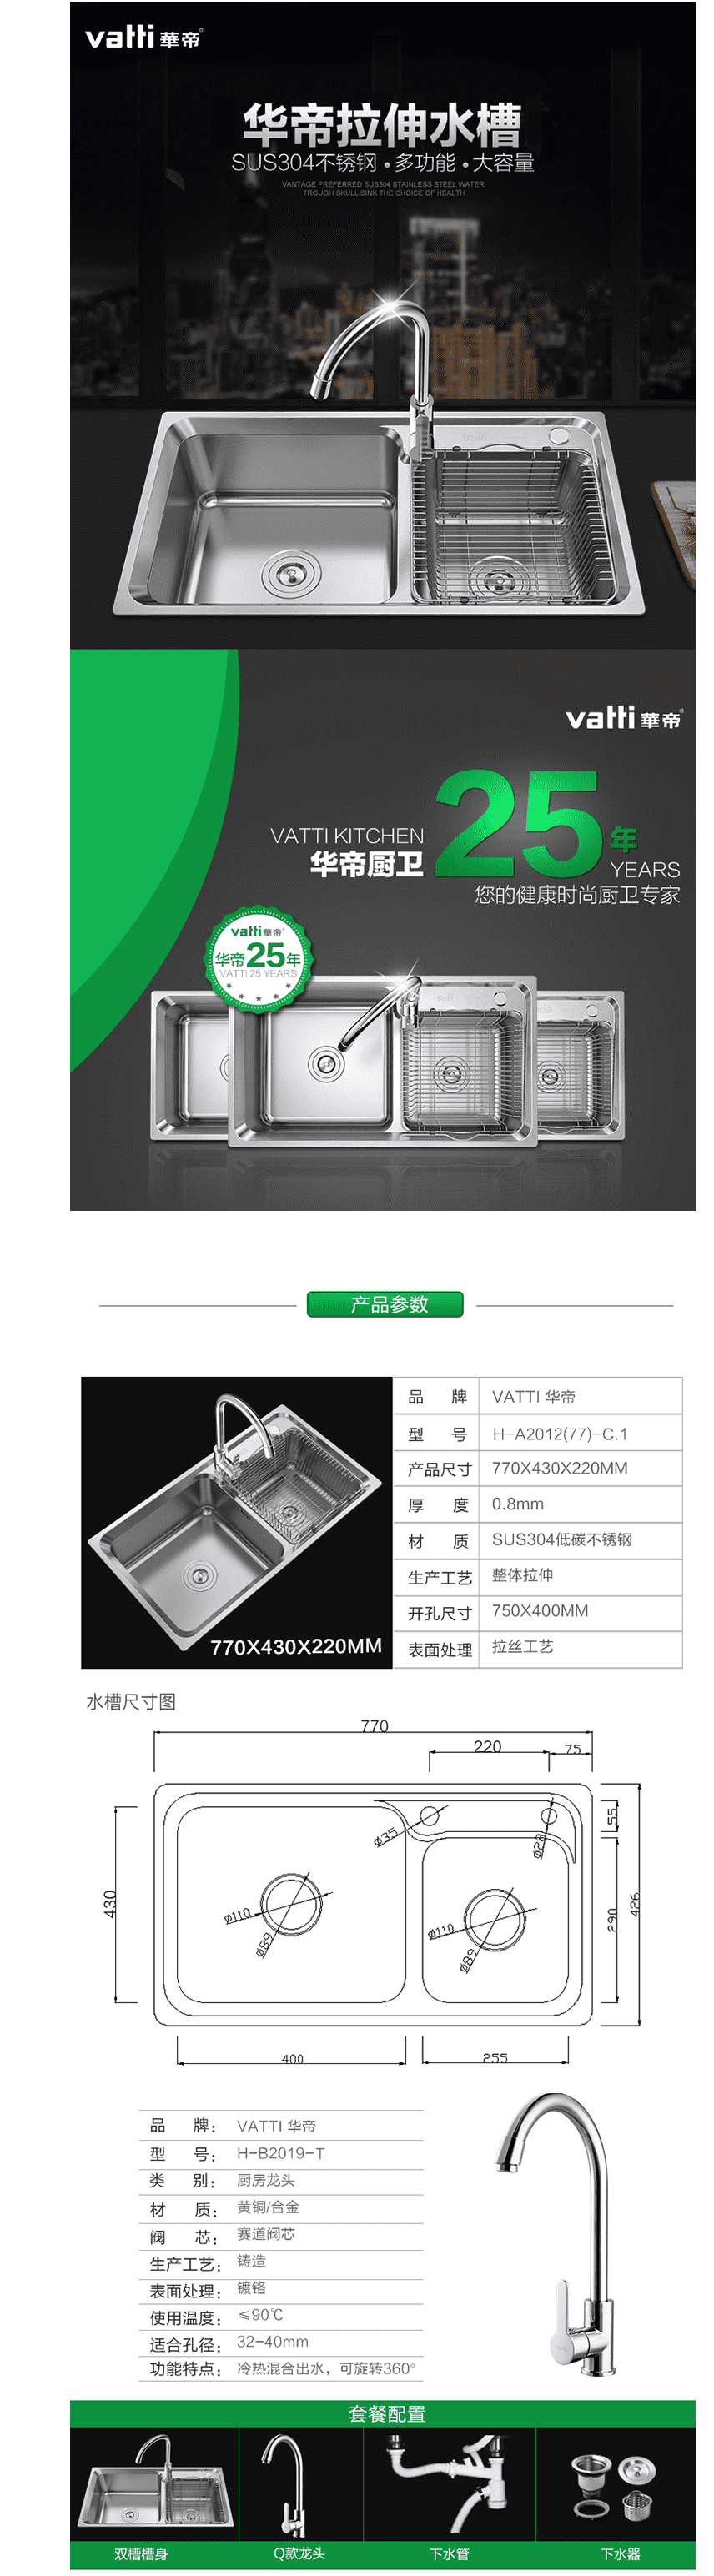 vatti 華帝®
华帝拉伸水槽
SUS304不锈钢•多功能•大容量
VANTAGE PREFERRED SUS304 STAINLESS STEEL WATER
TROUGH SKULL SINK THE CHOICE OF HEALTH
vatti 華帝®
VATTI KITCHEN
华帝厨卫
25年
YEARS
您的健康时尚厨卫专家
vatti 華帝®
华帝25年
VATTI 25 YEARS
产品参数
品 牌 VATTI 华帝
型 号 H-A2012(77)-C.1
产品尺寸 770X430X220MM
厚 度 0.8mm
材 质 SUS304低碳不锈钢
生产工艺 整体拉伸
开孔尺寸 750X400MM
表面处理 拉丝工艺
770X430X220MM
水槽尺寸图
770
220
75
ø35
ø28
55
430
ø110
ø89
ø110
ø89
290
426
400
255
品 牌： VATTI 华帝
型 号： H-B2019-T
类 别： 厨房龙头
材 质： 黄铜/合金
阀 芯： 赛道阀芯
生产工艺： 铸造
表面处理： 镀铬
使用温度： ≤90℃
适合孔径： 32-40mm
功能特点： 冷热混合出水，可旋转360°
套餐配置
双槽槽身
Q款龙头
下水管
下水器